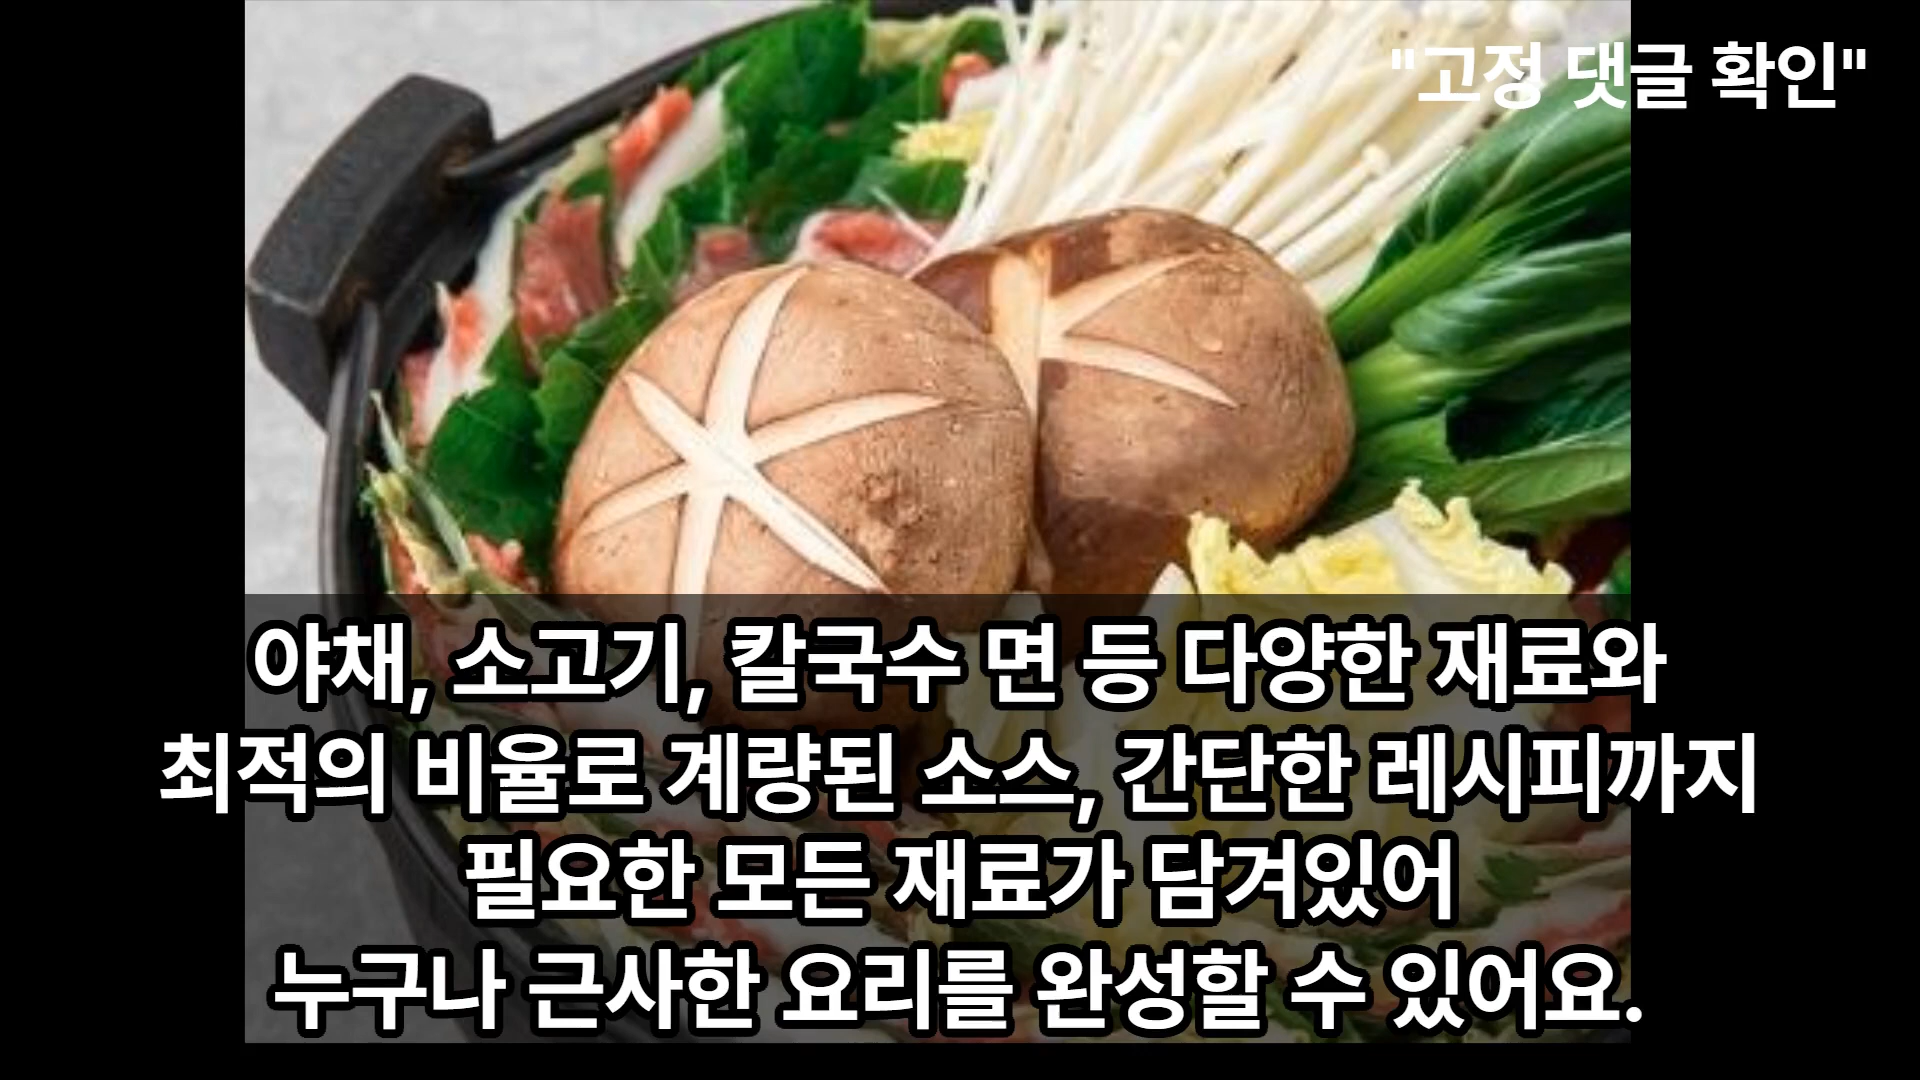 "고정 댓글 확인"
야채, 소고기, 칼국수 면 등 다양한 재료와
최적의 비율로 계량된 소스, 간단한 레시피까지
필요한 모든 재료가 담겨있어
누구나 근사한 요리를 완성할 수 있어요.